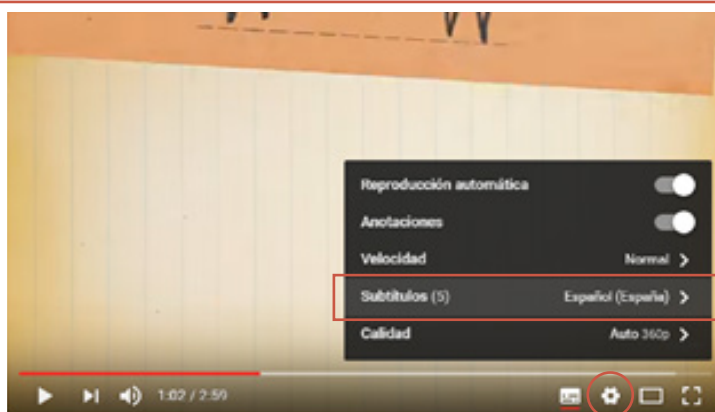 Reproducción automática
Anotaciones
Velocidad Normal
Subtítulos (5) Español (España)
Calidad Auto 360p
1:02 / 2:59